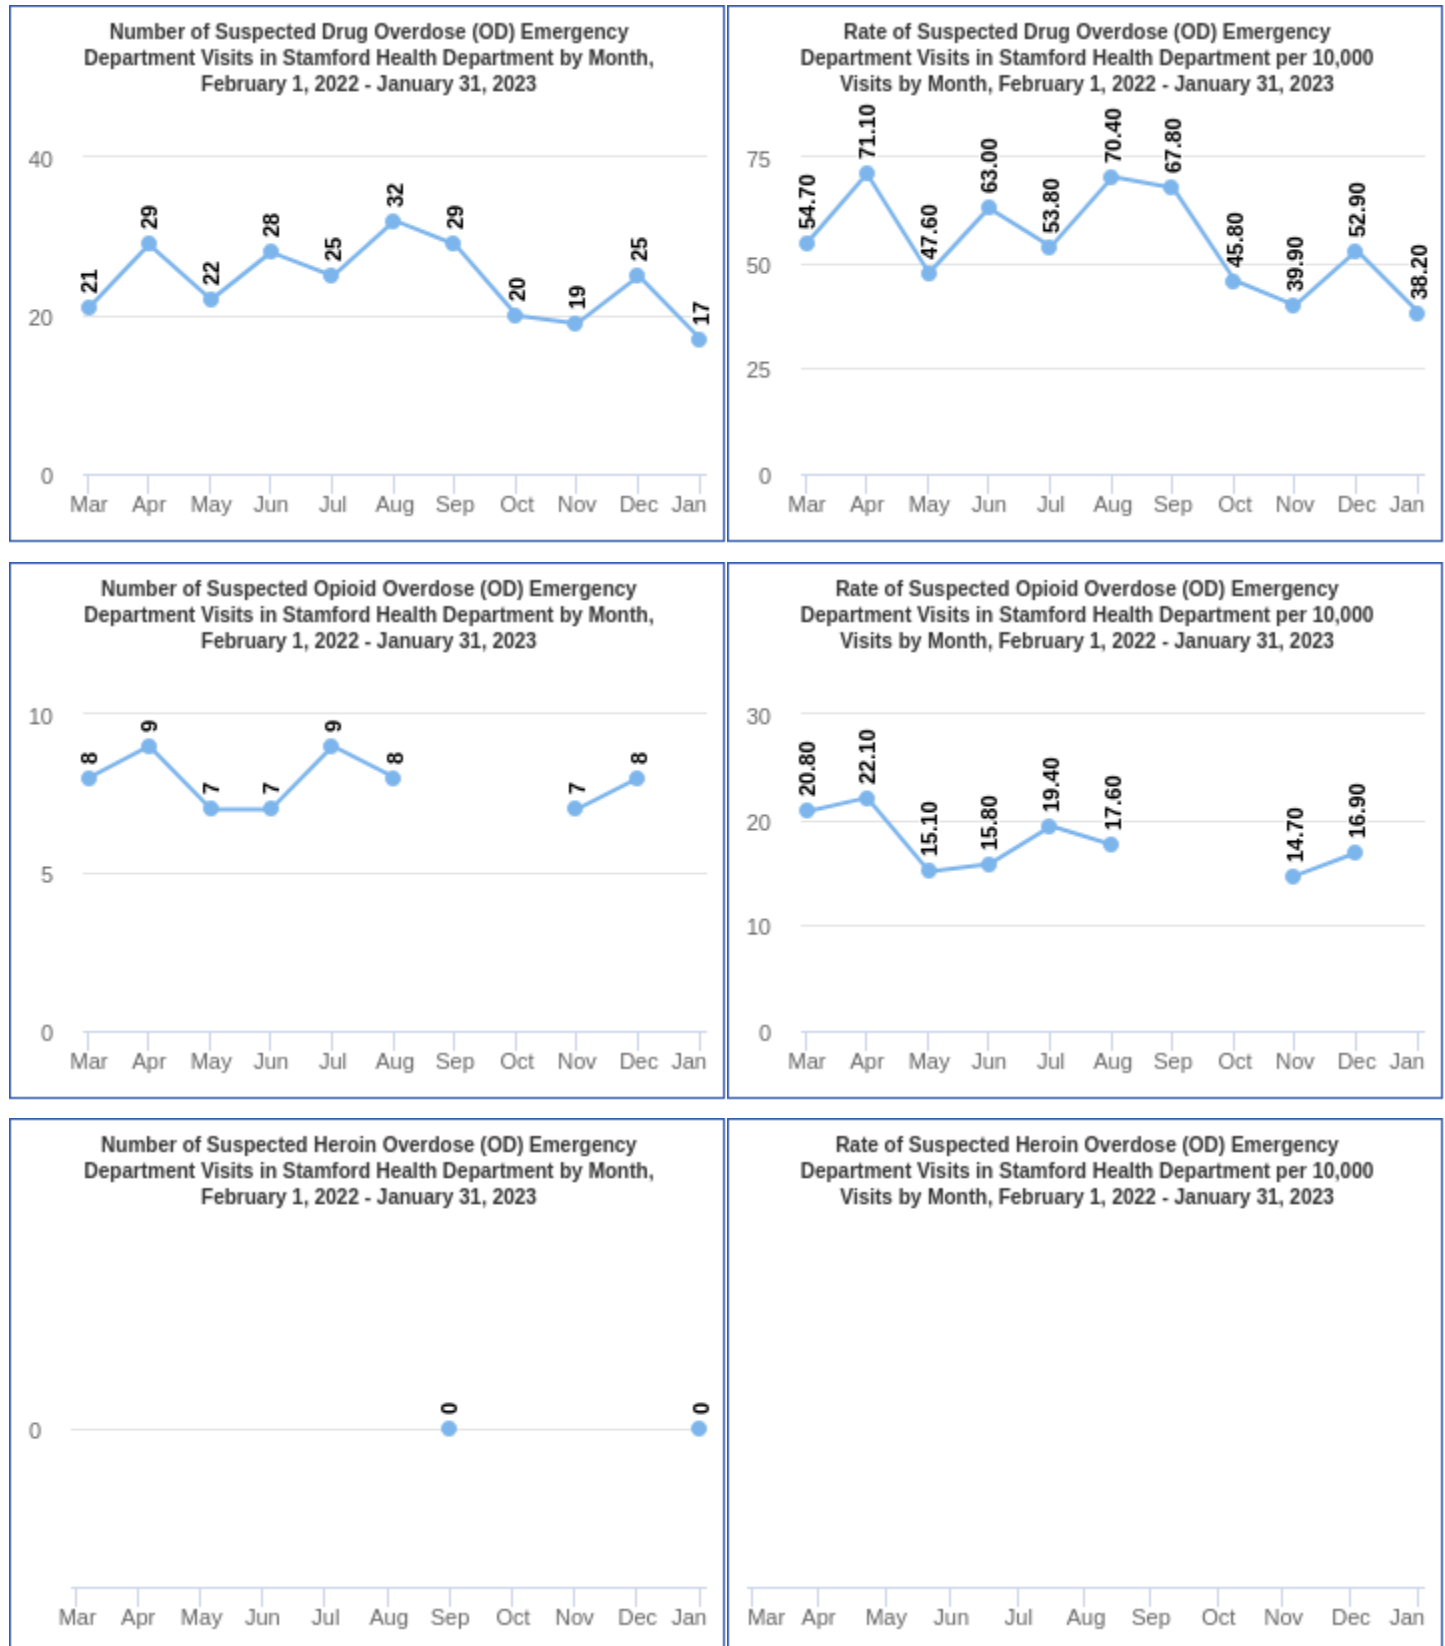 Number of Suspected Drug Overdose (OD) Emergency
Department Visits in Stamford Health Department by Month,
February 1, 2022 - January 31, 2023
40
20
0
21
29
22
28
25
32
29
20
19
25
17
Mar Apr May Jun Jul Aug Sep Oct Nov Dec Jan
Rate of Suspected Drug Overdose (OD) Emergency
Department Visits in Stamford Health Department per 10,000
Visits by Month, February 1, 2022 - January 31, 2023
75
50
25
0
54.70
71.10
47.60
63.00
53.80
70.40
67.80
45.80
39.90
52.90
38.20
Mar Apr May Jun Jul Aug Sep Oct Nov Dec Jan
Number of Suspected Opioid Overdose (OD) Emergency
Department Visits in Stamford Health Department by Month,
February 1, 2022 - January 31, 2023
10
5
0
8
9
7
7
9
8
7
8
Mar Apr May Jun Jul Aug Sep Oct Nov Dec Jan
Rate of Suspected Opioid Overdose (OD) Emergency
Department Visits in Stamford Health Department per 10,000
Visits by Month, February 1, 2022 - January 31, 2023
30
20
10
0
20.80
22.10
15.10
15.80
19.40
17.60
14.70
16.90
Mar Apr May Jun Jul Aug Sep Oct Nov Dec Jan
Number of Suspected Heroin Overdose (OD) Emergency
Department Visits in Stamford Health Department by Month,
February 1, 2022 - January 31, 2023
0
0
0
Mar Apr May Jun Jul Aug Sep Oct Nov Dec Jan
Rate of Suspected Heroin Overdose (OD) Emergency
Department Visits in Stamford Health Department per 10,000
Visits by Month, February 1, 2022 - January 31, 2023
Mar Apr May Jun Jul Aug Sep Oct Nov Dec Jan